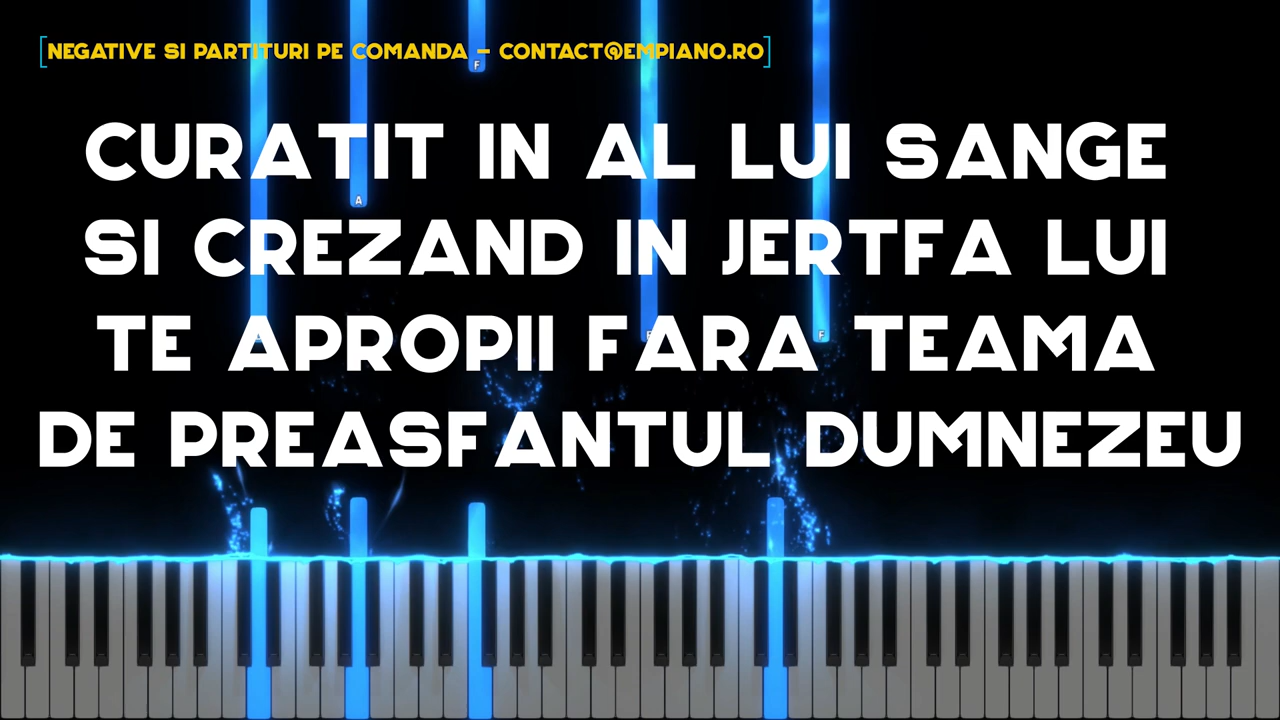 [NEGATIVE SI PARTITURI PE COMANDA - CONTACT@EMPIANO.RO]
F
CURATIT IN AL LUI SANGE
A
SI CREZAND IN JERTFA LUI
F
TE APROPII FARA TEAMA
DE PREASFANTUL DUMNEZEU